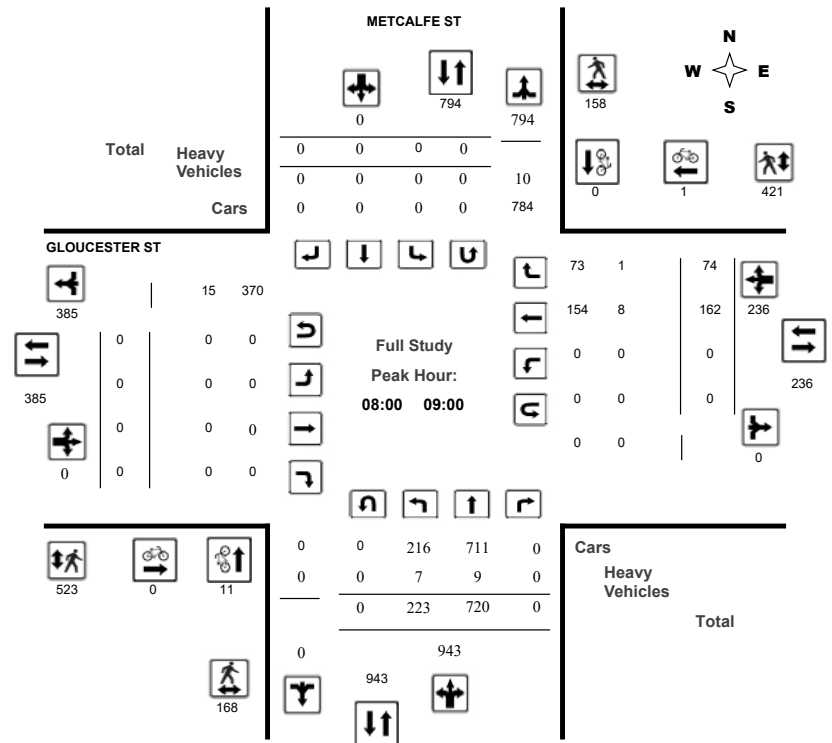 METCALFE ST
N
W E
S
794
158
0 794
Total Heavy
Vehicles
0 0 0 0
0 0 0 0 10
Cars 0 0 0 0 784
0 1 421
GLOUCESTER ST
15 370
385
73 1 74
236
154 8 162
0 0
Full Study
Peak Hour:
08:00 09:00
0 0 0
385
0 0 0
236
0 0 0
0 0 0
0
0 0 0
0 0
0
523 0 11
0 0 216 711 0
0 0 7 9 0
0 223 720 0
Cars
Heavy
Vehicles
Total
0 943
943
168